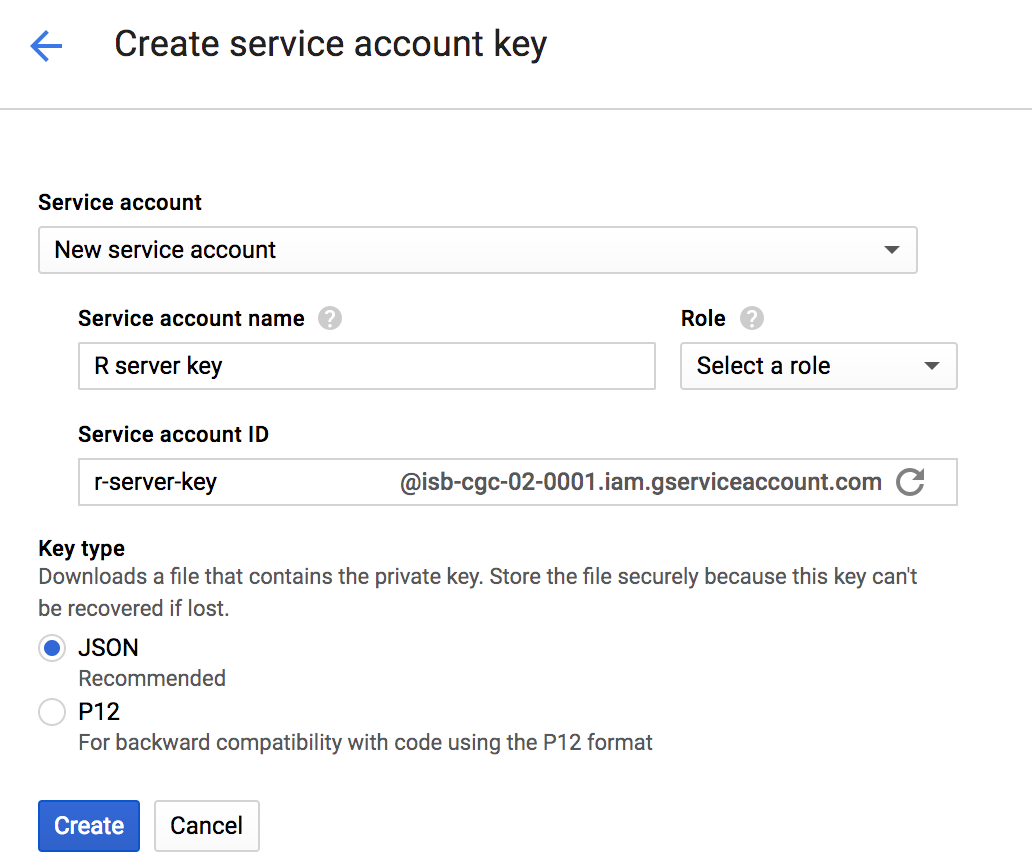 Create service account key
Service account
New service account
Service account name ?
Role ?
R server key
Select a role
Service account ID
r-server-key @isb-cgc-02-0001.iam.gserviceaccount.com
Key type
Downloads a file that contains the private key. Store the file securely because this key can't
be recovered if lost.
JSON
Recommended
P12
For backward compatibility with code using the P12 format
Create Cancel